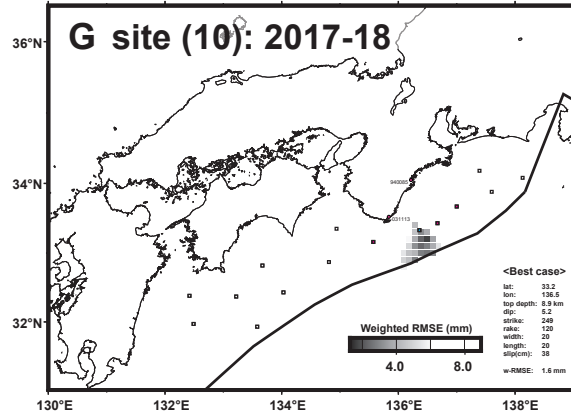 G site (10): 2017-18
36°N
34°N
32°N
940085
031113
<Best case>
lat: 33.2
lon: 136.5
top depth: 8.9 km
dip: 5.2
strike: 249
rake: 120
width: 20
length: 20
slip(cm) 38
w-RMSE: 1.6 mm
Weighted RMSE (mm)
4.0 8.0
130°E 132°E 134°E 136°E 138°E